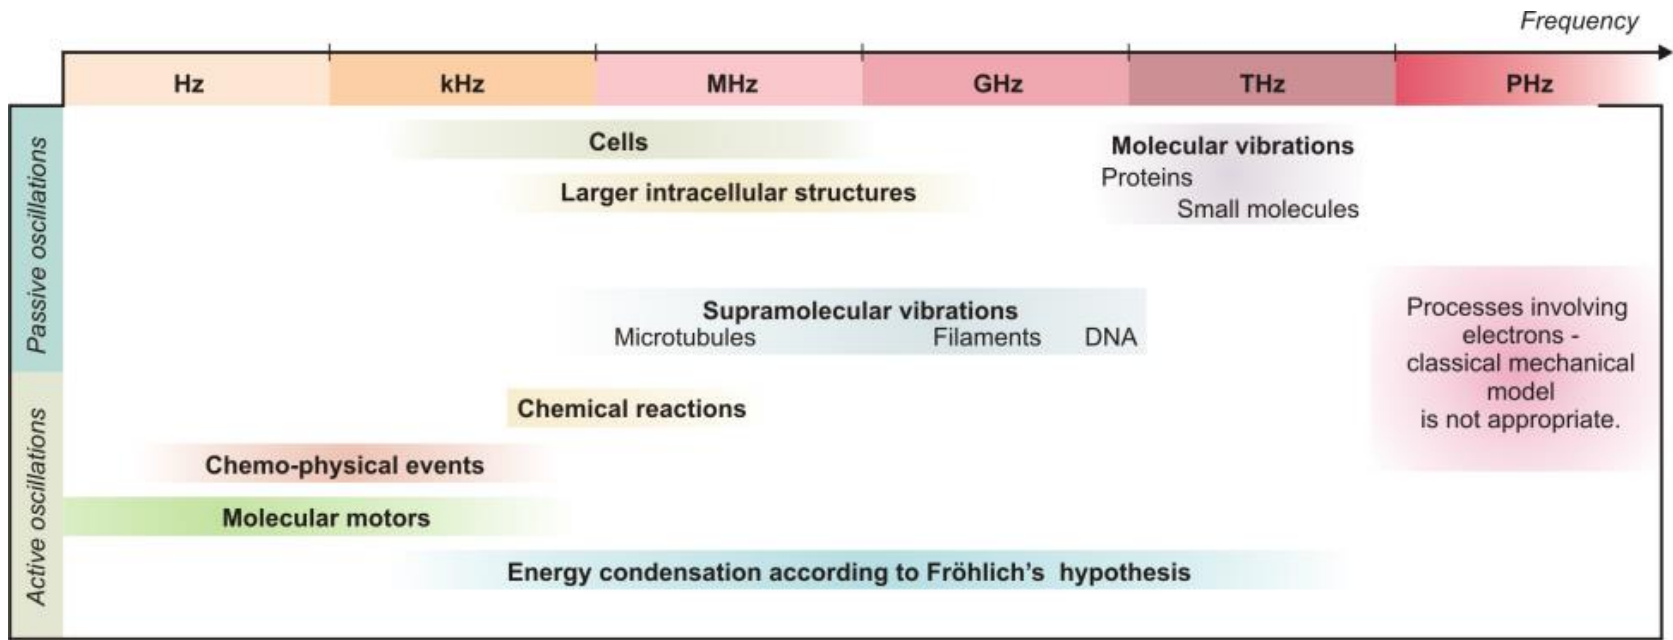 Frequency
Hz kHz MHz GHz THz PHz
Passive oscillations
Cells
Larger intracellular structures
Molecular vibrations
Proteins
Small molecules
Supramolecular vibrations
Microtubules Filaments DNA
Processes involving
electrons -
classical mechanical
model
is not appropriate.
Active oscillations
Chemical reactions
Chemo-physical events
Molecular motors
Energy condensation according to Fröhlich's hypothesis